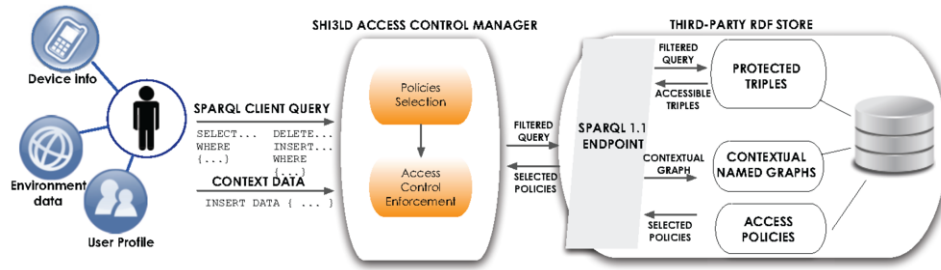 Device info
Environment
data
User Profile
SPARQL CLIENT QUERY
SELECT... DELETE...
WHERE INSERT...
{...} WHERE
{...}
CONTEXT DATA
INSERT DATA { ... }
SHI3LD ACCESS CONTROL MANAGER
Policies
Selection
Access
Control
Enforcement
FILTERED
QUERY
SELECTED
POLICIES
THIRD-PARTY RDF STORE
SPARQL 1.1
ENDPOINT
FILTERED
QUERY
ACCESSIBLE
TRIPLES
CONTEXTUAL
GRAPH
SELECTED
POLICIES
PROTECTED
TRIPLES
CONTEXTUAL
NAMED GRAPHS
ACCESS
POLICIES